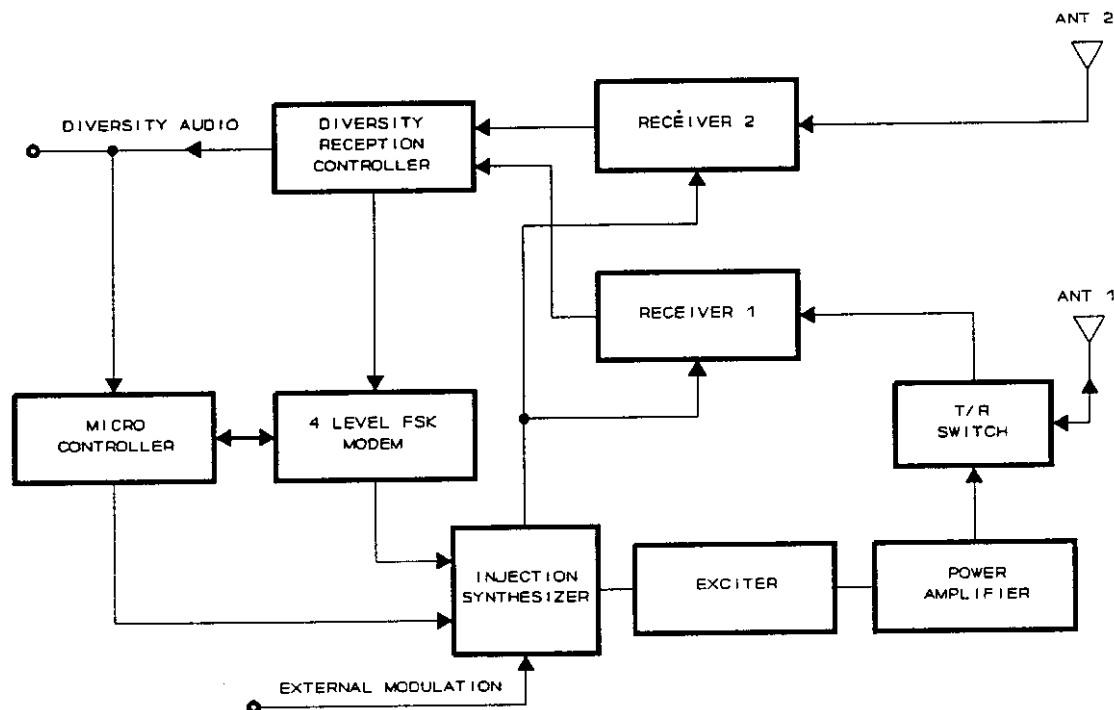 ANT 2
DIVERSITY AUDIO
DIVERSITY
RECEPTION
CONTROLLER
RECEIVER 2
RECEIVER 1
ANT 1
MICRO
CONTROLLER
4 LEVEL FSK
MODEM
T/R
SWITCH
INJECTION
SYNTHESIZER
EXCITER
POWER
AMPLIFIER
EXTERNAL MODULATION